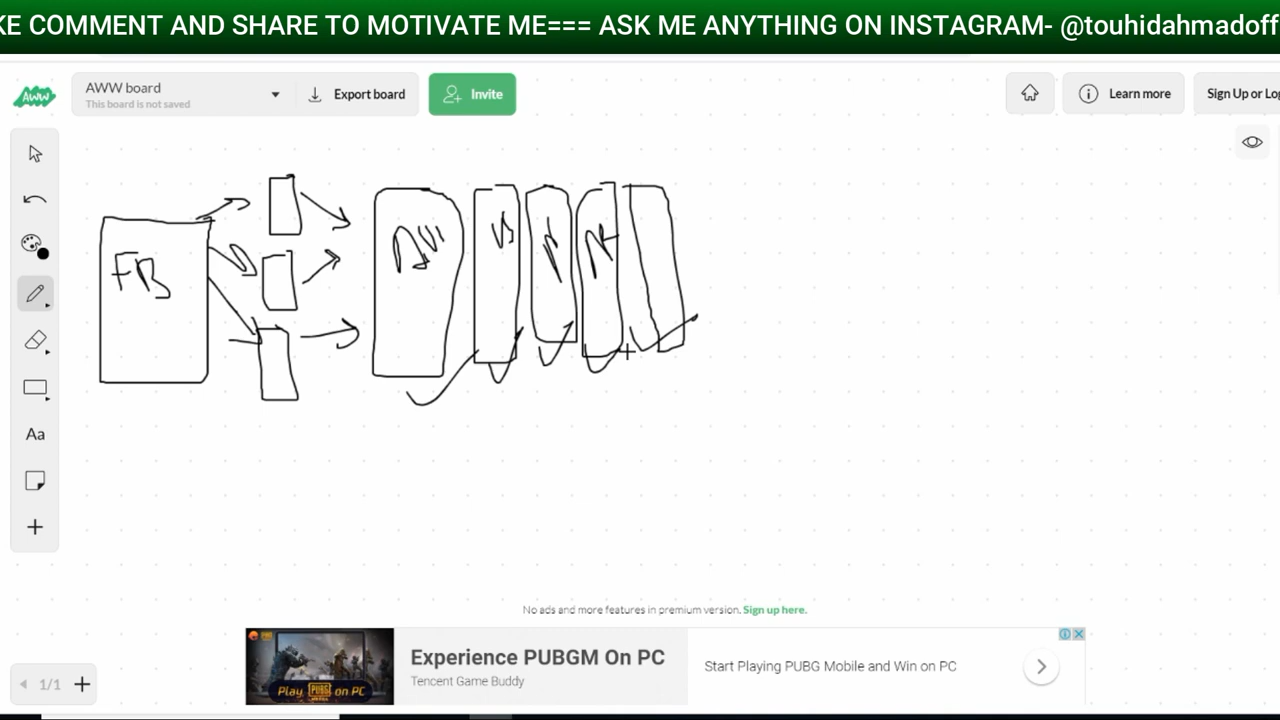 KE COMMENT AND SHARE TO MOTIVATE ME=== ASK ME ANYTHING ON INSTAGRAM- @touhidahmadoff
AWW
AWW board
This board is not saved
Export board
Invite
Learn more
Sign Up or Log
FB
Aa
No ads and more features in premium version. Sign up here.
Play PUBG on PC
Experience PUBGM On PC
Tencent Game Buddy
Start Playing PUBG Mobile and Win on PC
1/1